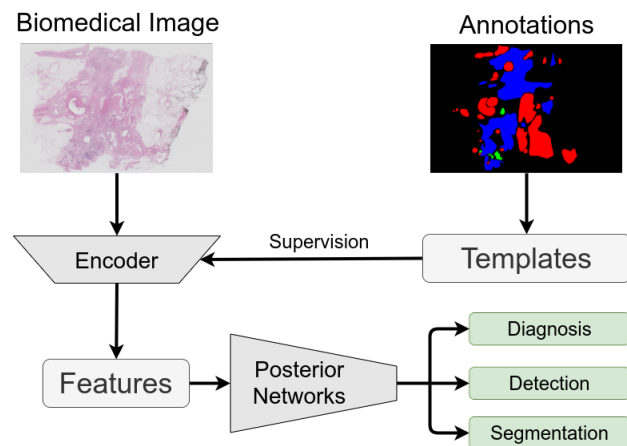 Biomedical Image
Annotations
Encoder
Supervision
Templates
Features
Posterior
Networks
Diagnosis
Detection
Segmentation